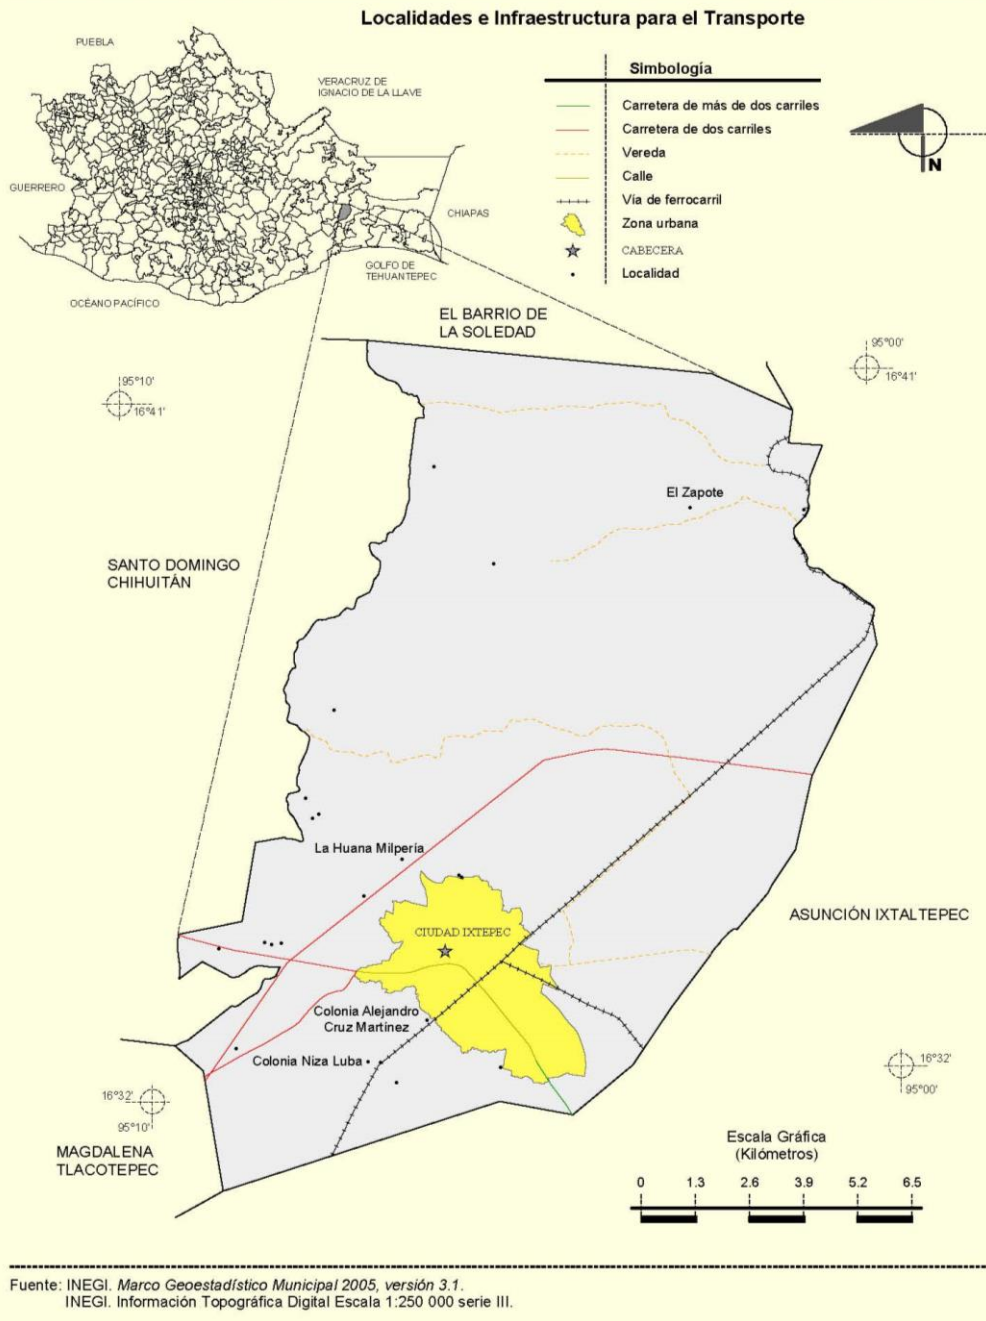 Localidades e Infraestructura para el Transporte
PUEBLA
VERACRUZ DE
IGNACIO DE LA LLAVE
GUERRERO
CHIAPAS
GOLFO DE
TEHUANTEPEC
OCÉANO PACÍFICO
Simbología
Carretera de más de dos carriles
Carretera de dos carriles
Vereda
Calle
Vía de ferrocarril
Zona urbana
CABECERA
Localidad
N
EL BARRIO DE
LA SOLEDAD
95°10'
16°41'
95°00'
16°41'
El Zapote
SANTO DOMINGO
CHIHUITÁN
La Huana Milpería
CIUDAD IXTEPEC
ASUNCIÓN IXTALTEPEC
Colonia Alejandro
Cruz Martínez
Colonia Niza Luba
16°32'
95°10'
16°32'
95°00'
MAGDALENA
TLACOTEPEC
Escala Gráfica
(Kilómetros)
0 1.3 2.6 3.9 5.2 6.5
Fuente: INEGI. Marco Geoestadístico Municipal 2005, versión 3.1.
INEGI. Información Topográfica Digital Escala 1:250 000 serie III.